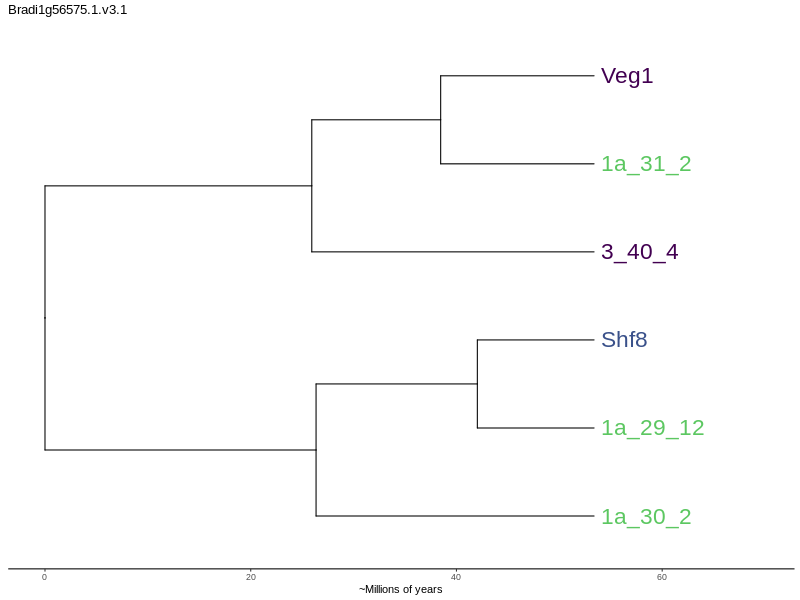 Bradi1g56575.1.v3.1
Veg1
1a_31_2
3_40_4
Shf8
1a_29_12
1a_30_2
0 20 40 60
~Millions of years